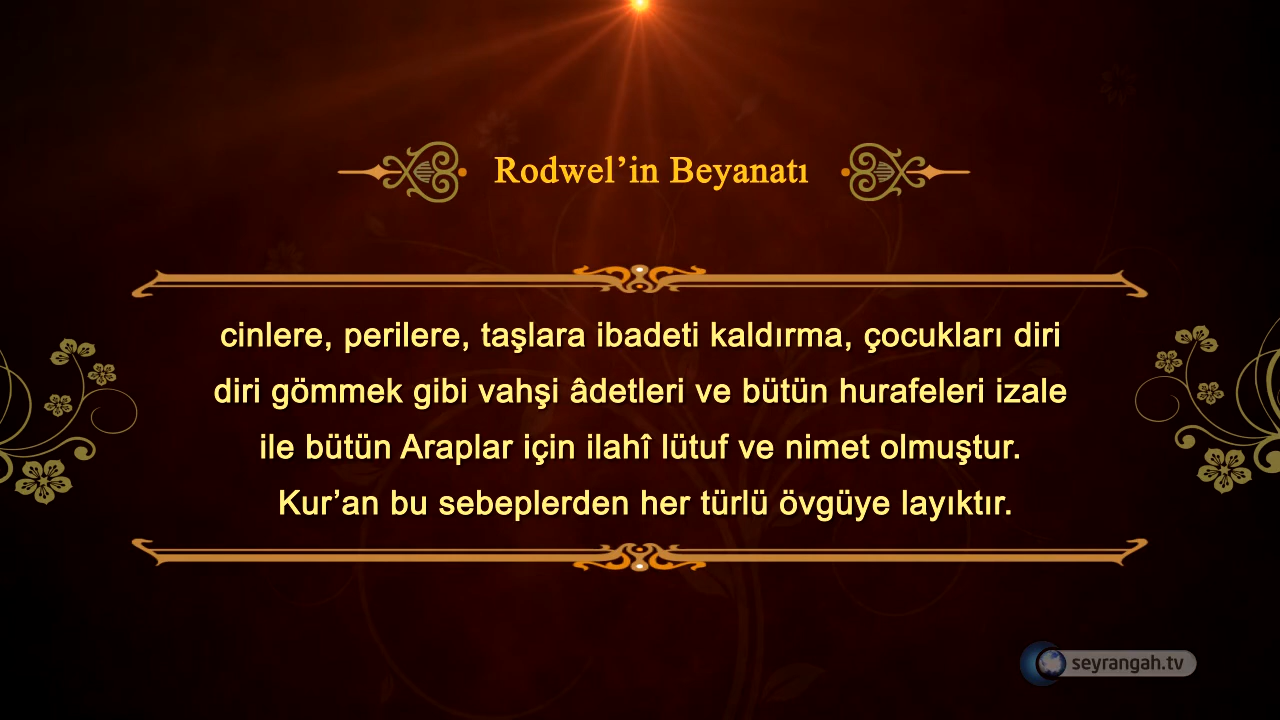 Rodwel’in Beyanatı
cinlere, perilere, taşlara ibadeti kaldırma, çocukları diri
diri gömmek gibi vahşi âdetleri ve bütün hurafeleri izale
ile bütün Araplar için ilahî lütuf ve nimet olmuştur.
Kur’an bu sebeplerden her türlü övgüye layıktır.
seyrangah.tv